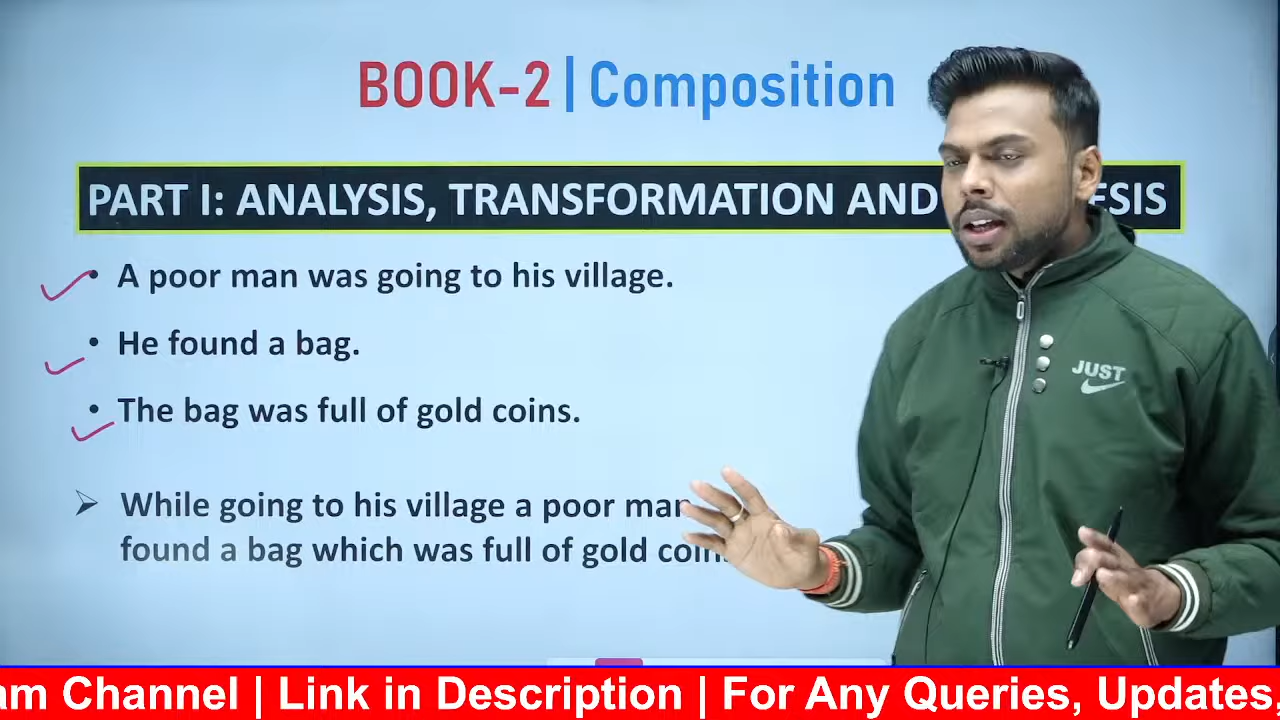 BOOK-2 | Composition
PART I: ANALYSIS, TRANSFORMATION AND
• A poor man was going to his village.
• He found a bag.
• The bag was full of gold coins.
➢ While going to his village a poor man
found a bag which was full of gold
JUST
Channel | Link in Description | For Any Queries, Updates,